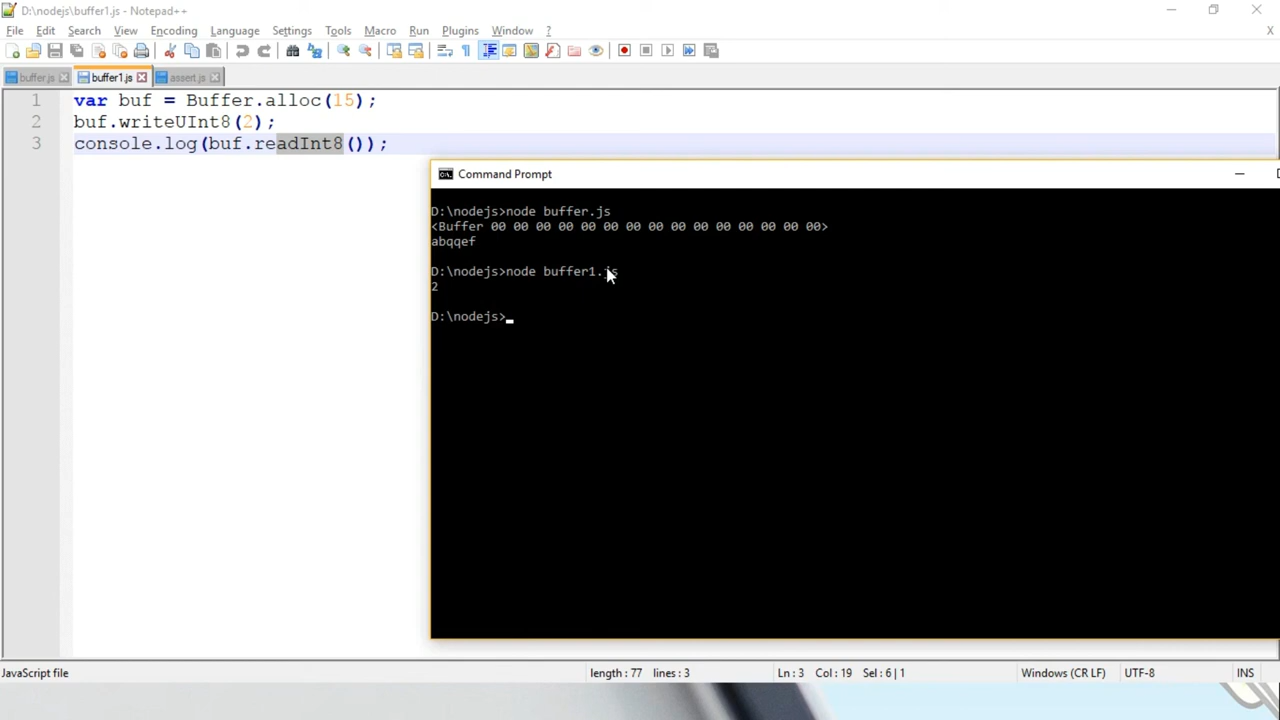 D:\nodejs\buffer1.js - Notepad++
File Edit Search View Encoding Language Settings Tools Macro Run Plugins Window ? X
buffer.js buffer1.js assert.js
1 var buf = Buffer.alloc(15);
2 buf.writeUInt8(2);
3 console.log(buf.readInt8());
Command Prompt
D:\nodejs>node buffer.js
<Buffer 00 00 00 00 00 00 00 00 00 00 00 00 00 00 00>
abqqef
D:\nodejs>node buffer1.js
2
D:\nodejs>
JavaScript file length : 77 lines : 3 Ln : 3 Col : 19 Sel : 6 | 1 Windows (CR LF) UTF-8 INS